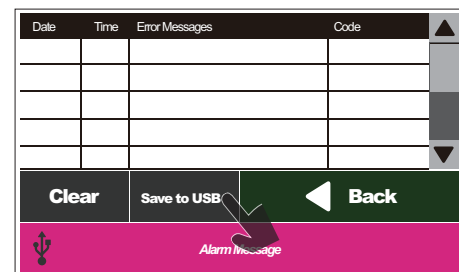 Date Time Error Messages Code
Clear Save to USB Back
Alarm Message